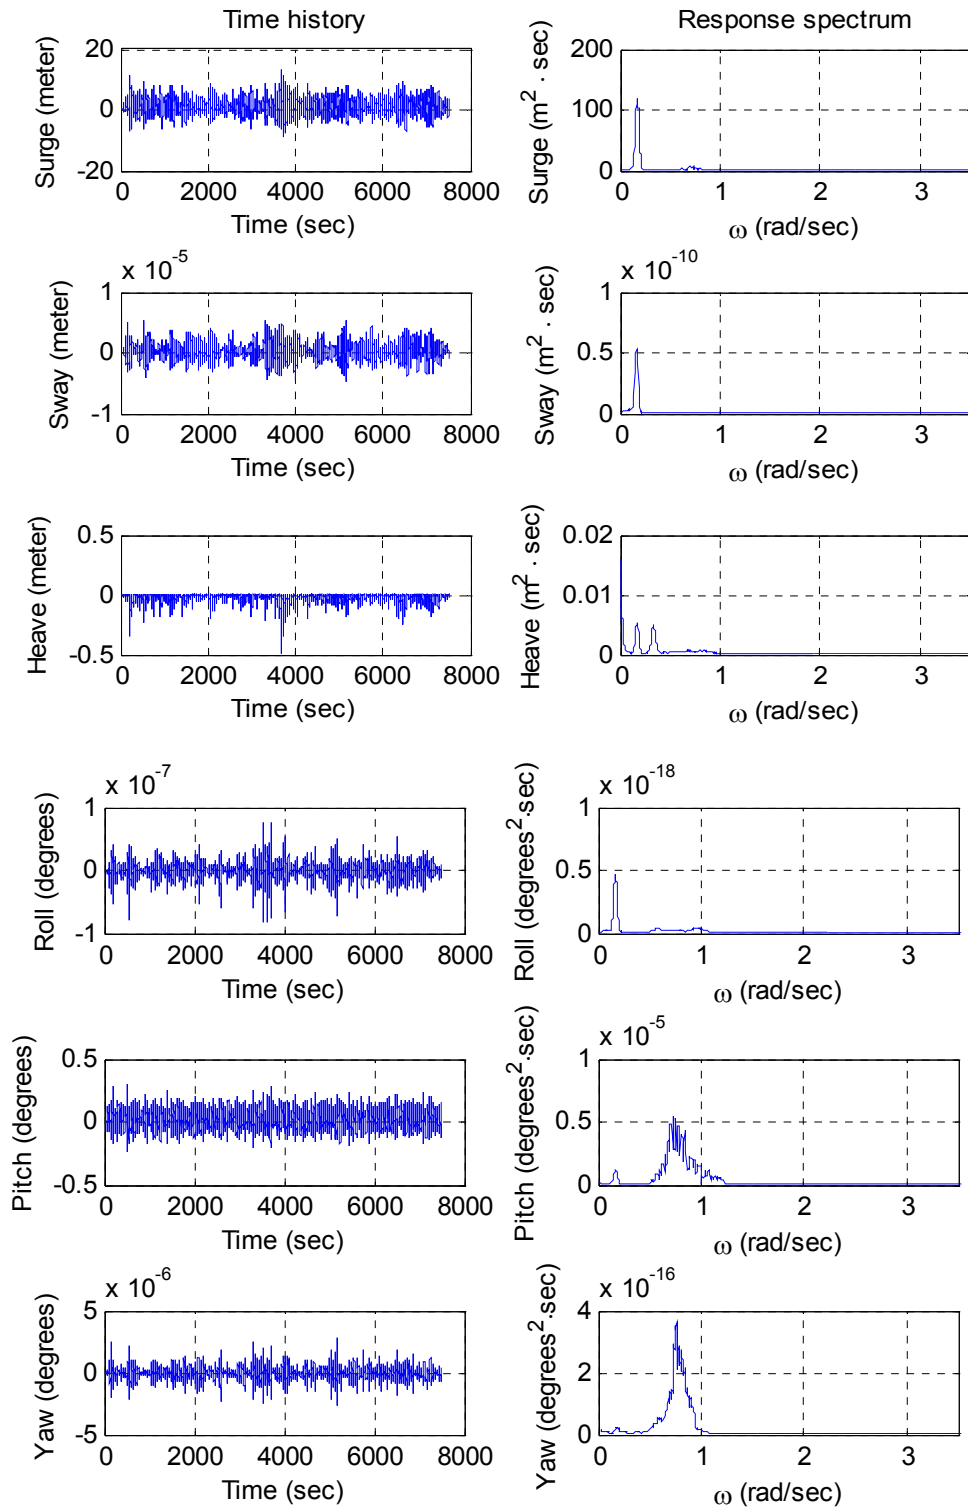 Time history
Response spectrum
Surge (meter)
20
0
-20
0 2000 4000 6000 8000
Time (sec)
Surge (m² · sec)
200
100
0
0 1 2 3
ω (rad/sec)
Sway (meter)
x 10⁻⁵
1
0
-1
0 2000 4000 6000 8000
Time (sec)
Sway (m² · sec)
x 10⁻¹⁰
1
0.5
0
0 1 2 3
ω (rad/sec)
Heave (meter)
0.5
0
-0.5
0 2000 4000 6000 8000
Time (sec)
Heave (m² · sec)
0.02
0.01
0
0 1 2 3
ω (rad/sec)
Roll (degrees)
x 10⁻⁷
1
0
-1
0 2000 4000 6000 8000
Time (sec)
Roll (degrees²·sec)
x 10⁻¹⁸
1
0.5
0
0 1 2 3
ω (rad/sec)
Pitch (degrees)
0.5
0
-0.5
0 2000 4000 6000 8000
Time (sec)
Pitch (degrees²·sec)
x 10⁻⁵
1
0.5
0
0 1 2 3
ω (rad/sec)
Yaw (degrees)
x 10⁻⁶
5
0
-5
0 2000 4000 6000 8000
Time (sec)
Yaw (degrees²·sec)
x 10⁻¹⁶
4
2
0
0 1 2 3
ω (rad/sec)